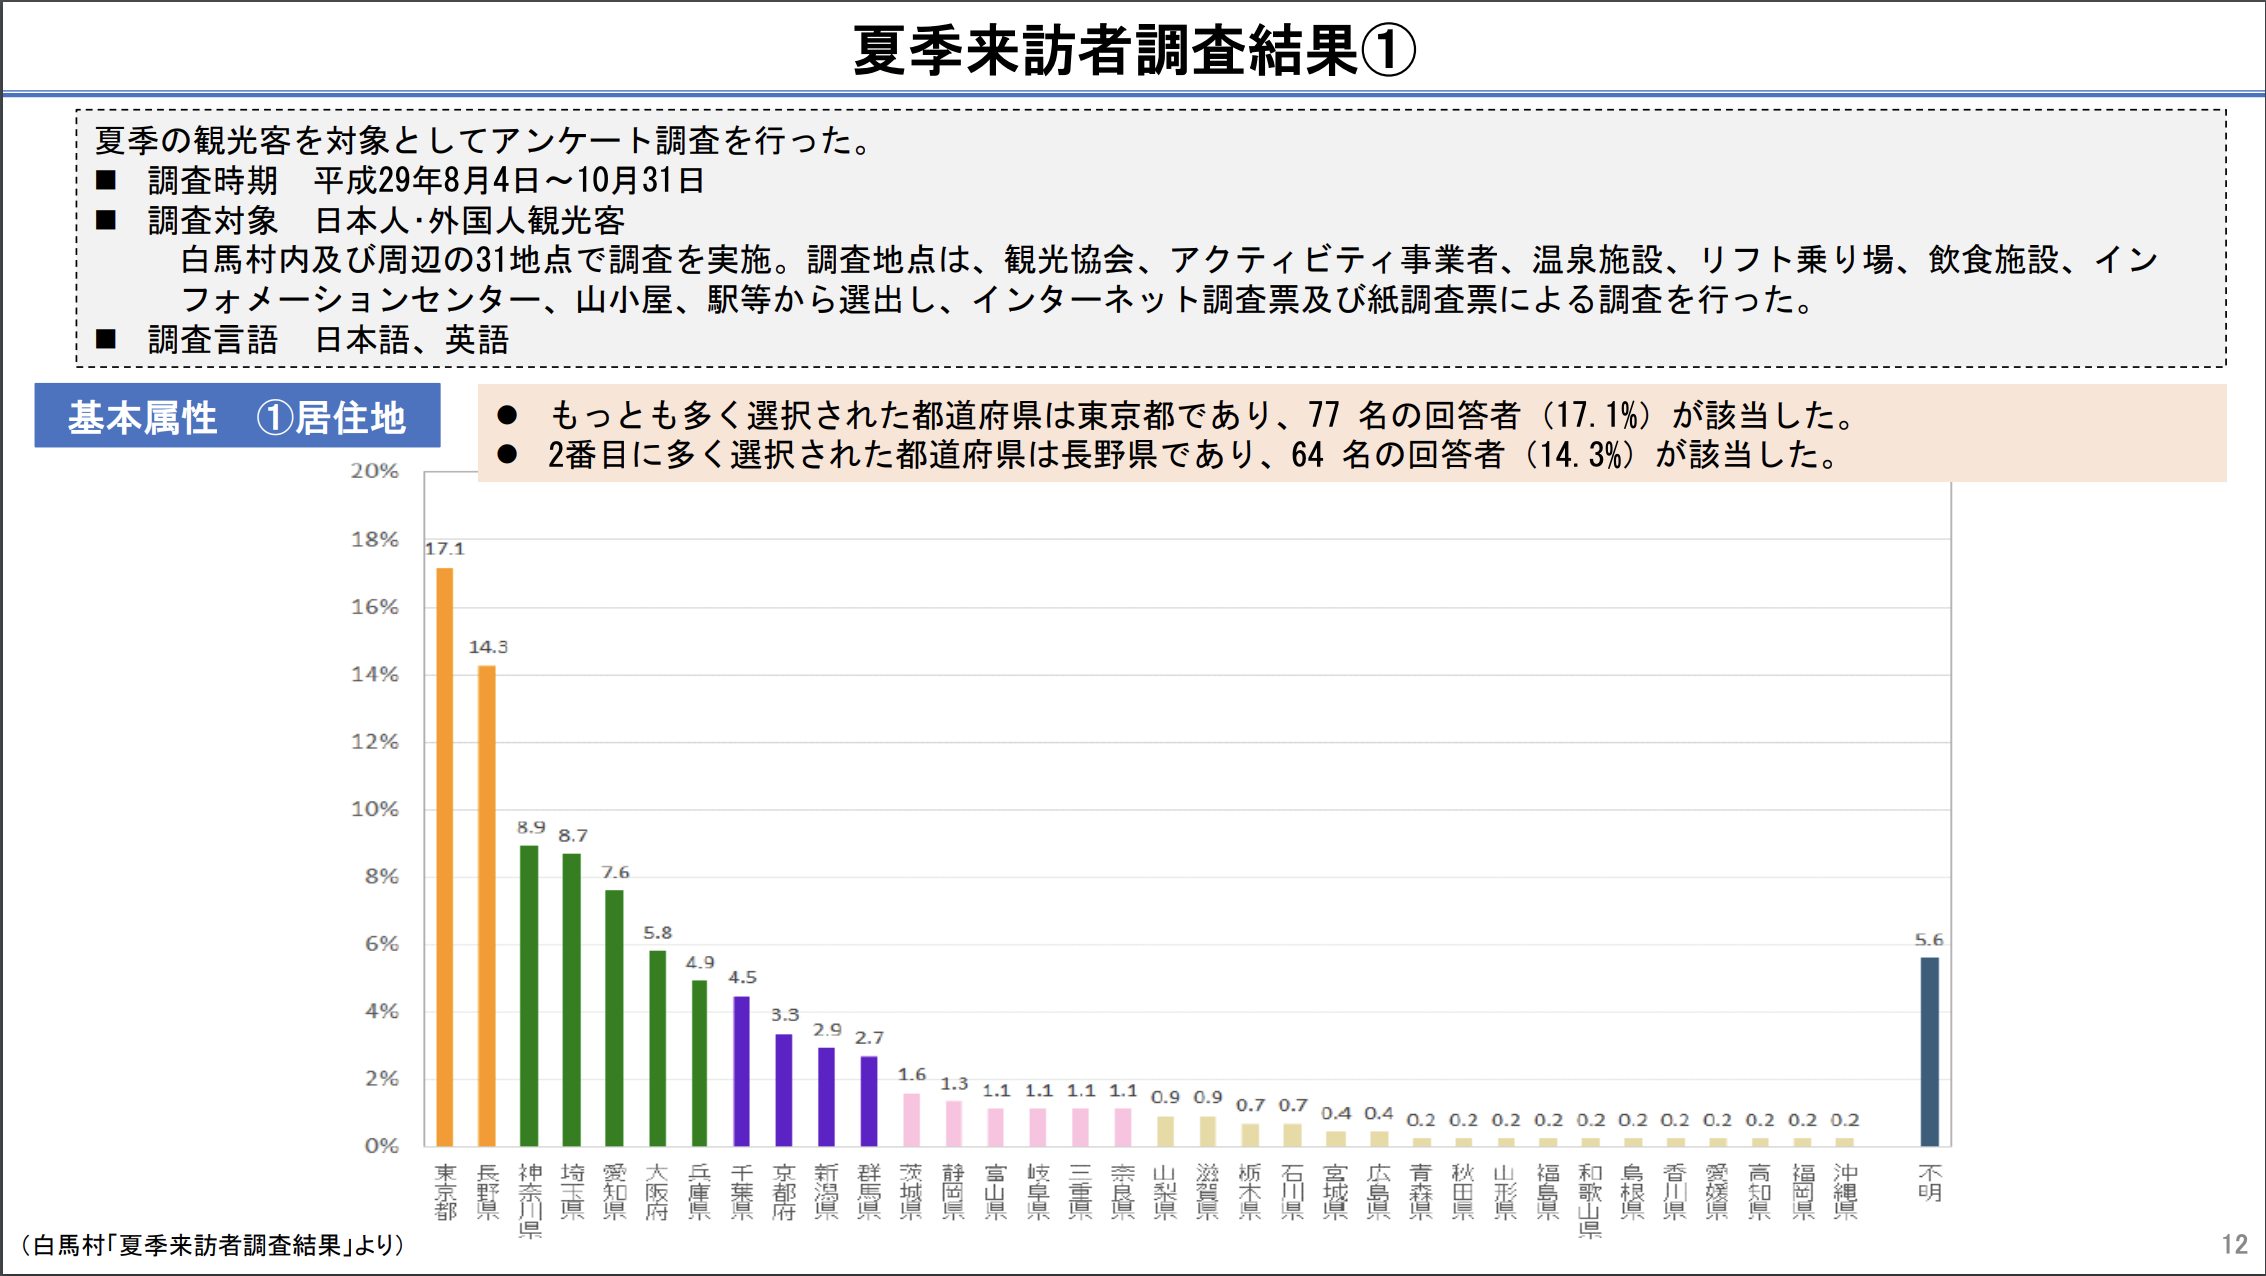 夏季来訪者調査結果①
夏季の観光客を対象としてアンケート調査を行った。
■ 調査時期　平成29年8月4日～10月31日
■ 調査対象　日本人・外国人観光客
白馬村内及び周辺の31地点で調査を実施。調査地点は、観光協会、アクティビティ事業者、温泉施設、リフト乗り場、飲食施設、イン
フォメーションセンター、山小屋、駅等から選出し、インターネット調査票及び紙調査票による調査を行った。
■ 調査言語　日本語、英語
基本属性　①居住地
● もっとも多く選択された都道府県は東京都であり、77 名の回答者（17.1%）が該当した。
● 2番目に多く選択された都道府県は長野県であり、64 名の回答者（14.3%）が該当した。
20%
18%
16%
14%
12%
10%
8%
6%
4%
2%
0%
17.1
14.3
8.9
8.7
7.6
5.8
4.9
4.5
3.3
2.9
2.7
1.6
1.3
1.1
1.1
1.1
1.1
0.9
0.9
0.7
0.7
0.4
0.4
0.2
0.2
0.2
0.2
0.2
0.2
0.2
0.2
0.2
0.2
0.2
5.6
東京都
長野県
神奈川県
埼玉県
愛知県
大阪府
兵庫県
千葉県
京都府
新潟県
群馬県
茨城県
静岡県
富山県
岐阜県
三重県
奈良県
山梨県
滋賀県
栃木県
石川県
宮城県
広島県
青森県
秋田県
山形県
福島県
和歌山県
島根県
香川県
愛媛県
高知県
福岡県
沖縄県
不明
（白馬村「夏季来訪者調査結果」より）
12